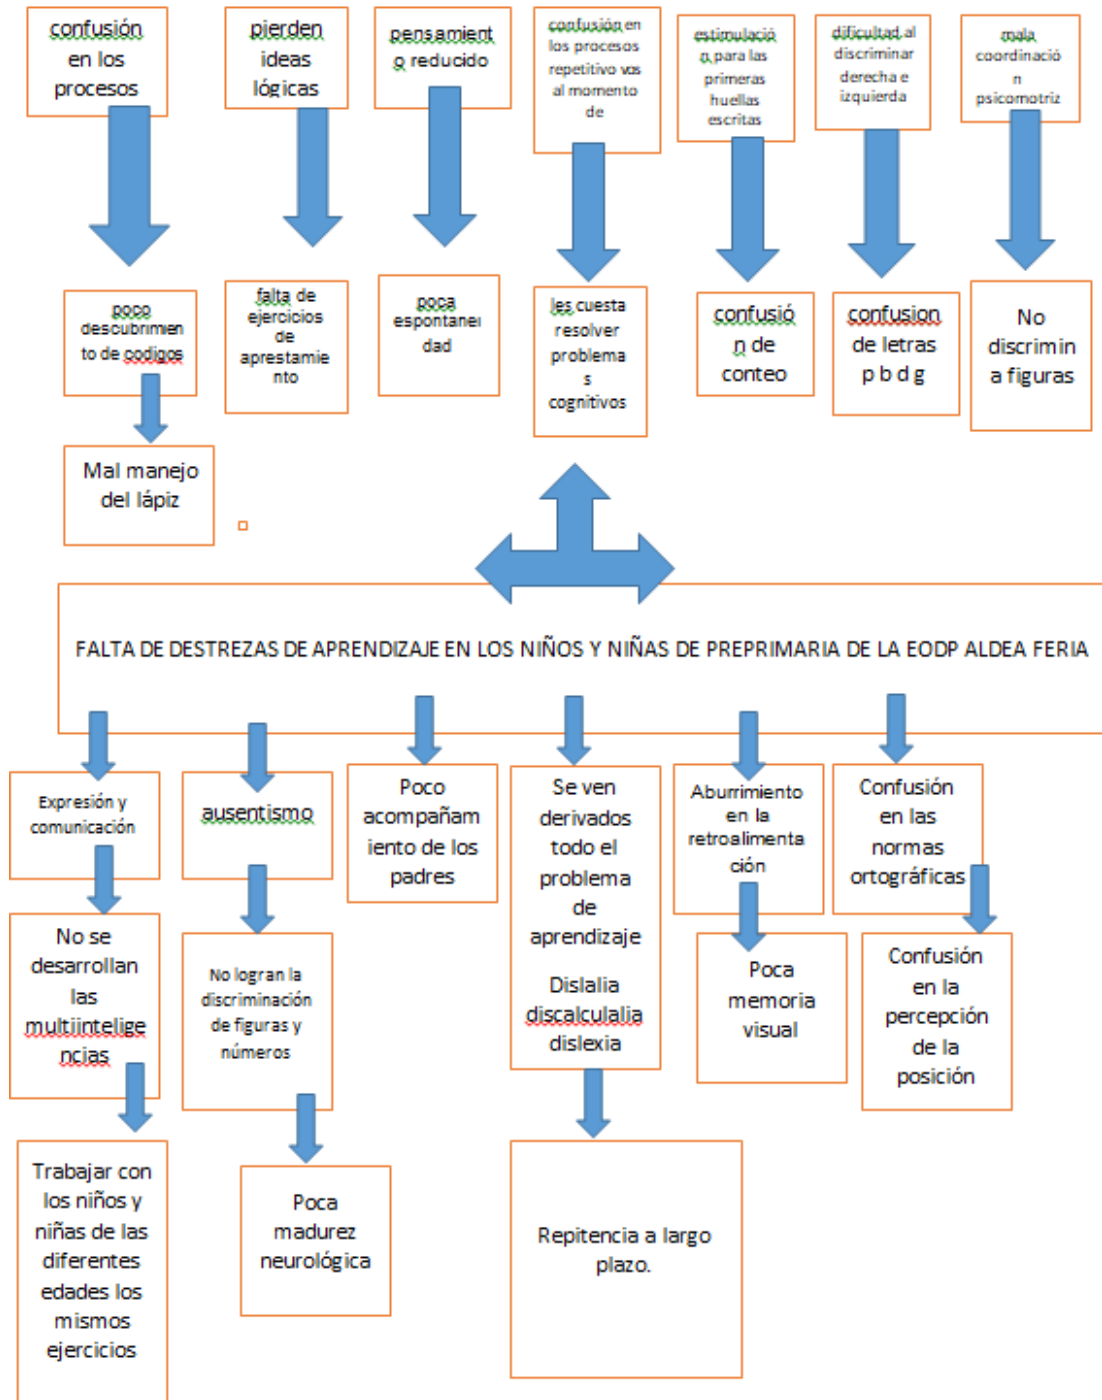 confusión
en los
procesos
pierden
ideas
lógicas
pensamient
o reducido
confusión en
los procesos
repetitivo vos
al momento
de
estimulació
n para las
primeras
huellas
escritas
dificultad al
discriminar
derecha e
izquierda
mala
coordinació
n
psicomotriz
poco
descubrimien
to de codigos
falta de
ejercicios
de
aprestamie
nto
poca
espontanei
dad
les cuesta
resolver
problema
s
cognitivos
confusió
n de
conteo
confusion
de letras
p b d g
No
discrimin
a figuras
Mal manejo
del lápiz
FALTA DE DESTREZAS DE APRENDIZAJE EN LOS NIÑOS Y NIÑAS DE PREPRIMARIA DE LA EODP ALDEA FERIA
Expresión y
comunicación
ausentismo
Poco
acompañam
iento de los
padres
Se ven
derivados
todo el
problema
de
aprendizaje
Dislalia
discalculalia
dislexia
Aburrimiento
en la
retroalimenta
ción
Confusión
en las
normas
ortográficas
No se
desarrollan
las
multiintelige
ncias
No logran la
discriminación
de figuras y
números
Poca
memoria
visual
Confusión
en la
percepción
de la
posición
Trabajar con
los niños y
niñas de las
diferentes
edades los
mismos
ejercicios
Poca
madurez
neurológica
Repitencia a largo
plazo.